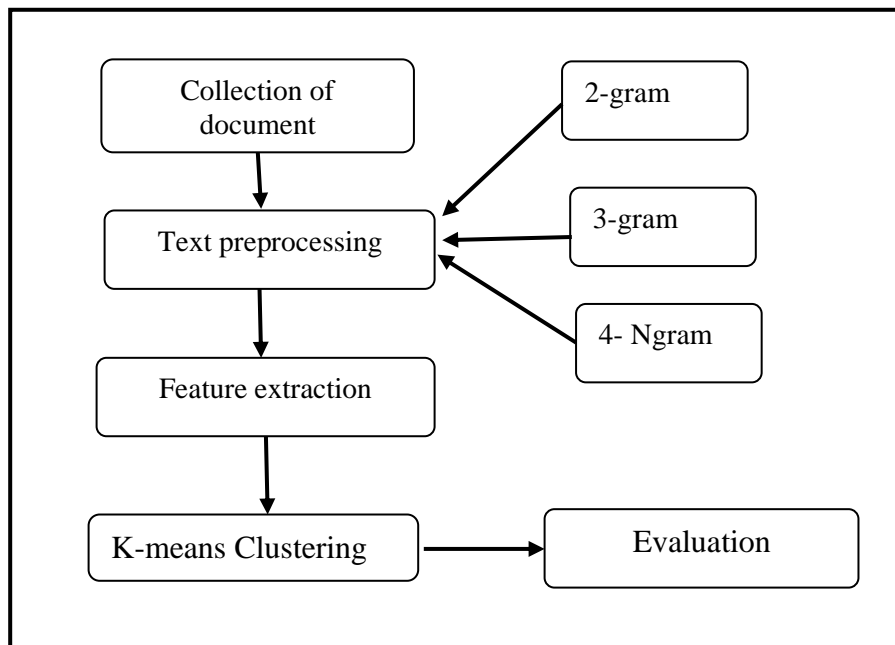 Collection of
document
2-gram
Text preprocessing
3-gram
4- Ngram
Feature extraction
K-means Clustering
Evaluation